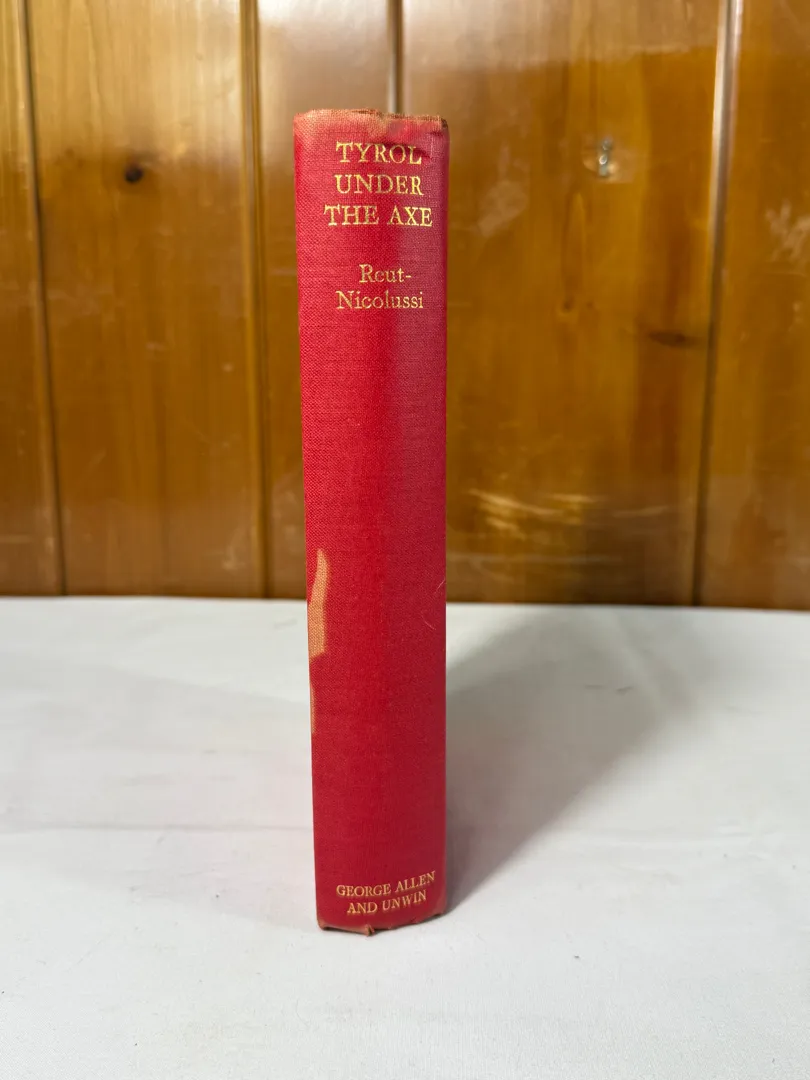 TYROL
UNDER
THE AXE
Reut-
Nicolussi
GEORGE ALLEN
AND UNWIN